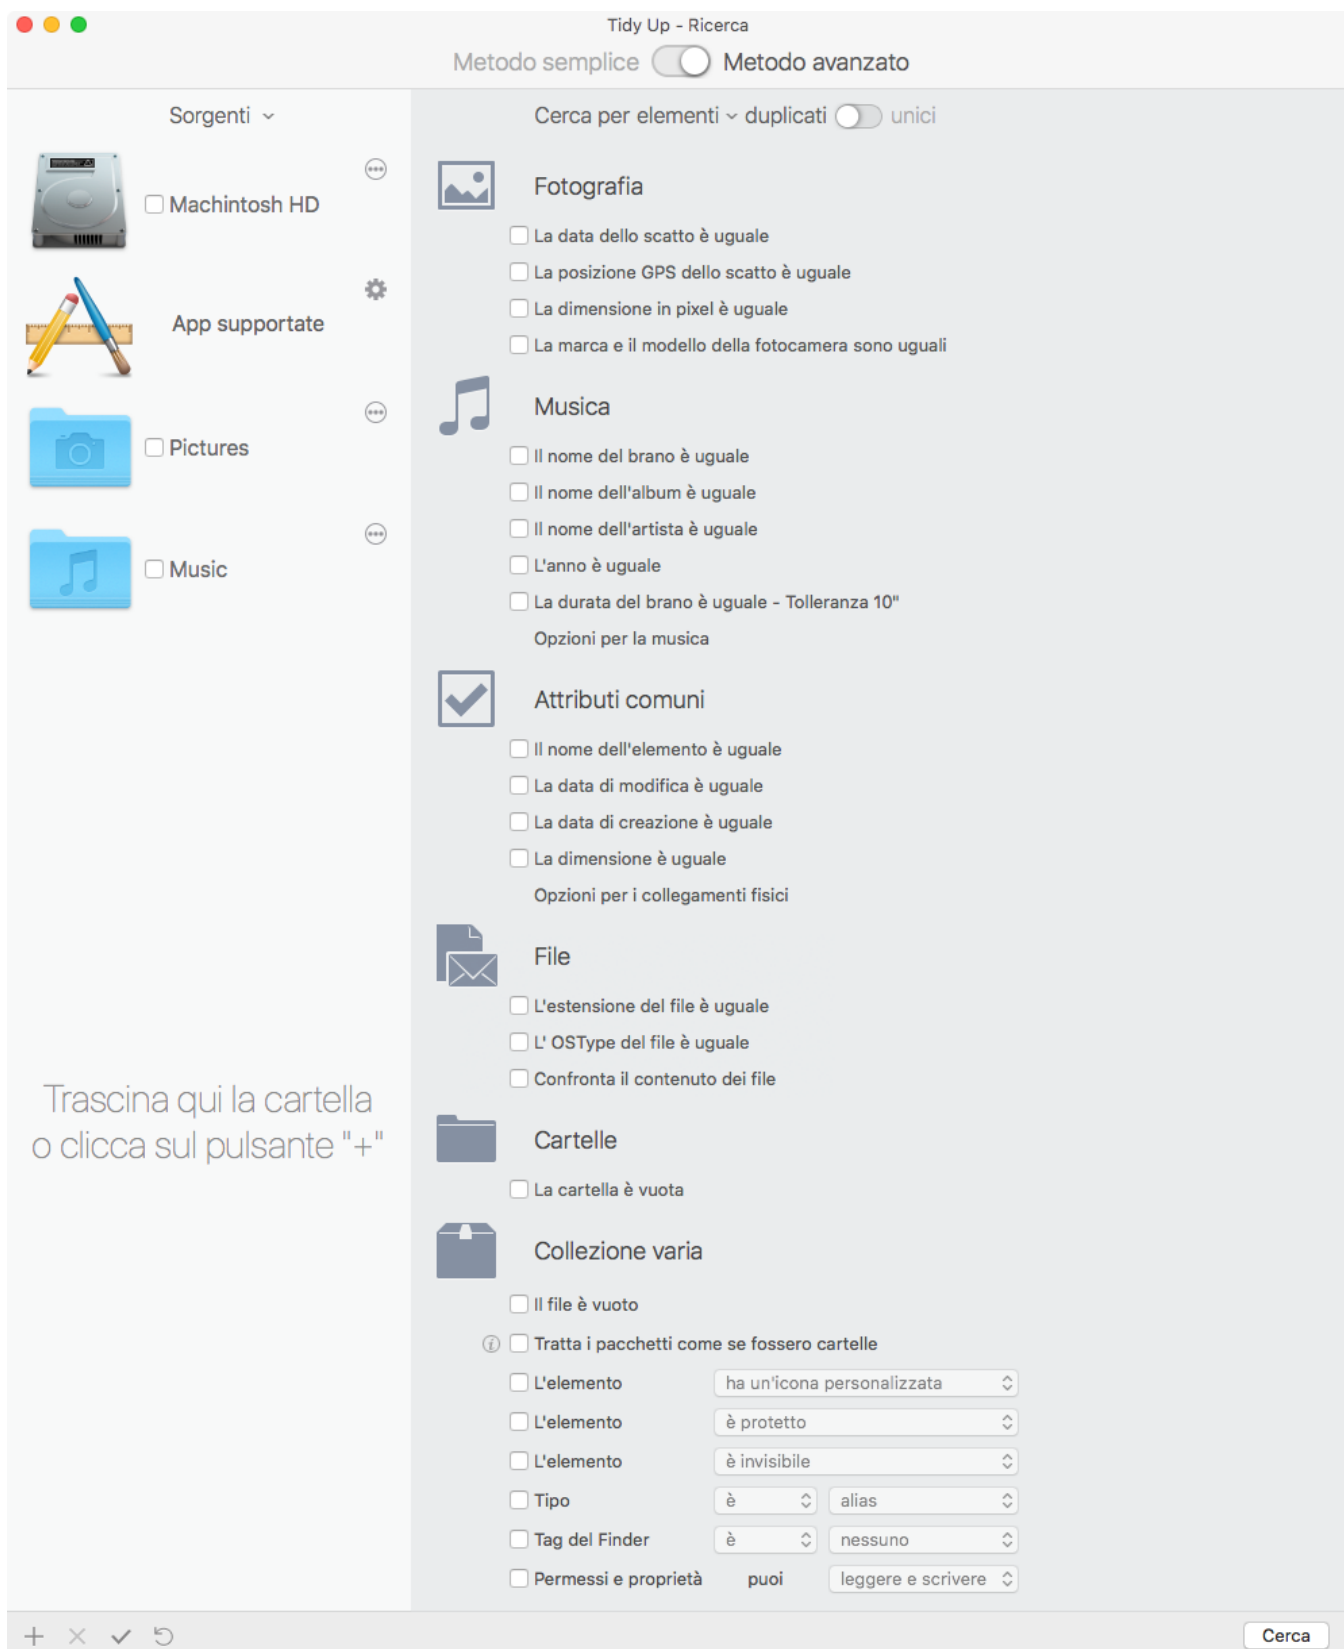 Tidy Up - Ricerca
Metodo semplice Metodo avanzato
Sorgenti
Machintosh HD
App supportate
Pictures
Music
Trascina qui la cartella
o clicca sul pulsante "+"
Cerca per elementi duplicati unici
Fotografia
La data dello scatto è uguale
La posizione GPS dello scatto è uguale
La dimensione in pixel è uguale
La marca e il modello della fotocamera sono uguali
Musica
Il nome del brano è uguale
Il nome dell'album è uguale
Il nome dell'artista è uguale
L'anno è uguale
La durata del brano è uguale - Tolleranza 10"
Opzioni per la musica
Attributi comuni
Il nome dell'elemento è uguale
La data di modifica è uguale
La data di creazione è uguale
La dimensione è uguale
Opzioni per i collegamenti fisici
File
L'estensione del file è uguale
L' OSType del file è uguale
Confronta il contenuto dei file
Cartelle
La cartella è vuota
Collezione varia
Il file è vuoto
Tratta i pacchetti come se fossero cartelle
L'elemento ha un'icona personalizzata
L'elemento è protetto
L'elemento è invisibile
Tipo è alias
Tag del Finder è nessuno
Permessi e proprietà puoi leggere e scrivere
Cerca